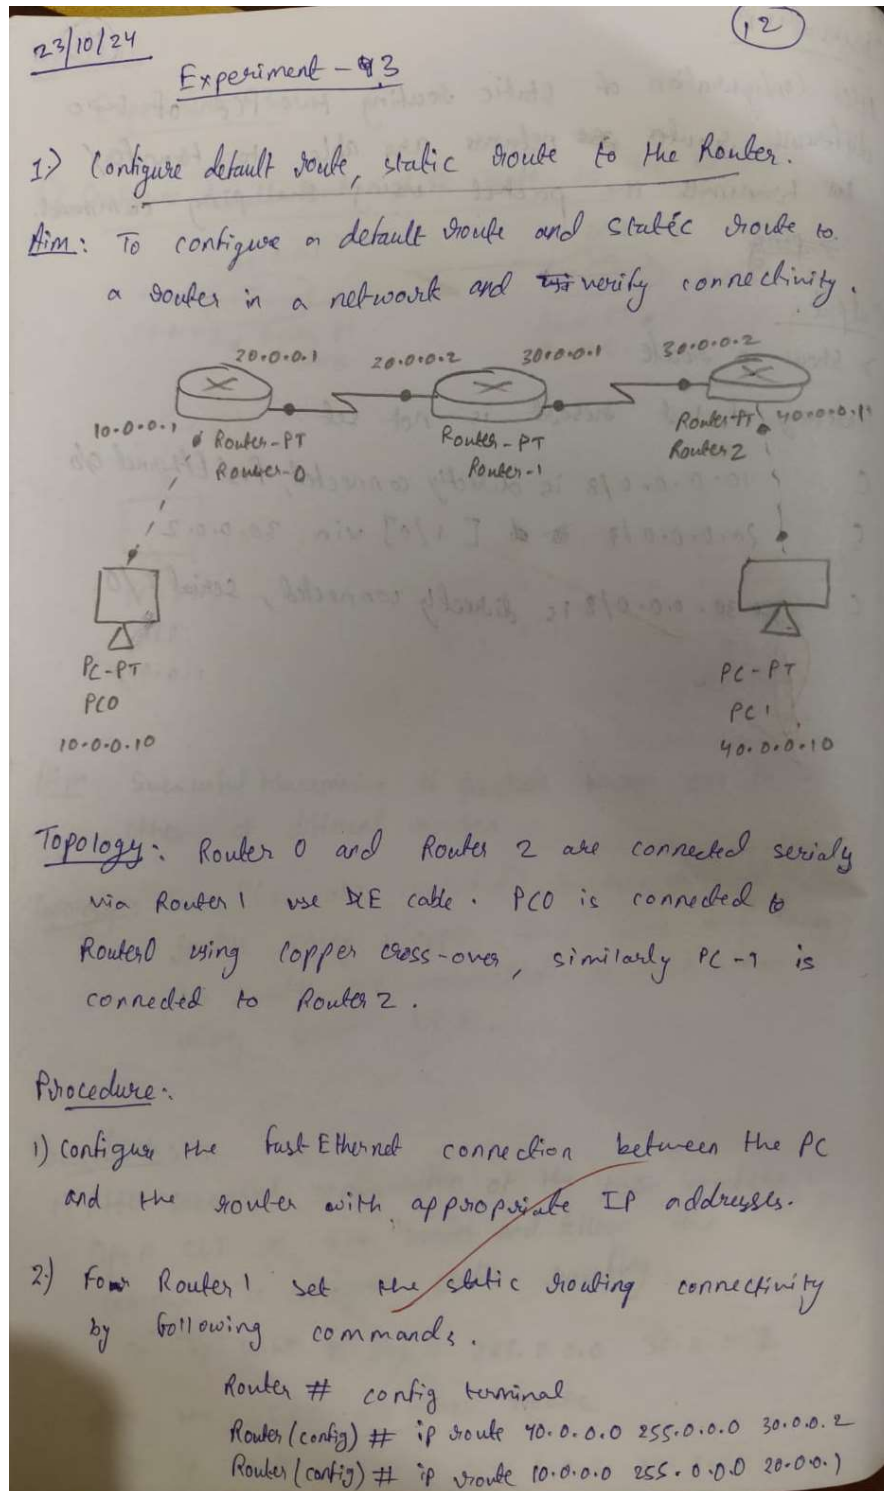 12
23/10/24
Experiment - 3
1.) Configure default route, static route to the Router.
Aim: To configure a default route and static route to
a router in a network and verify connectivity.
20.0.0.1 20.0.0.2 30.0.0.1 30.0.0.2
10.0.0.1 Router-PT Router-PT Router-PT 40.0.0.1
Router-0 Router-1 Router 2
PC-PT PC-PT
PC0 PC1
10.0.0.10 40.0.0.10
Topology: Router 0 and Router 2 are connected serialy
via Router 1 use cable. PC0 is connected to
Router0 using Copper cross-over, similarly PC-1 is
connected to Router 2.
Procedure:
1) Configure the fast Ethernet connection between the PC
and the router with appropriate IP addresses.
2.) For Router 1 set the static routing connectivity
by following commands.
Router # config terminal
Router (config) # ip route 40.0.0.0 255.0.0.0 30.0.0.2
Router (config) # ip route 10.0.0.0 255.0.0.0